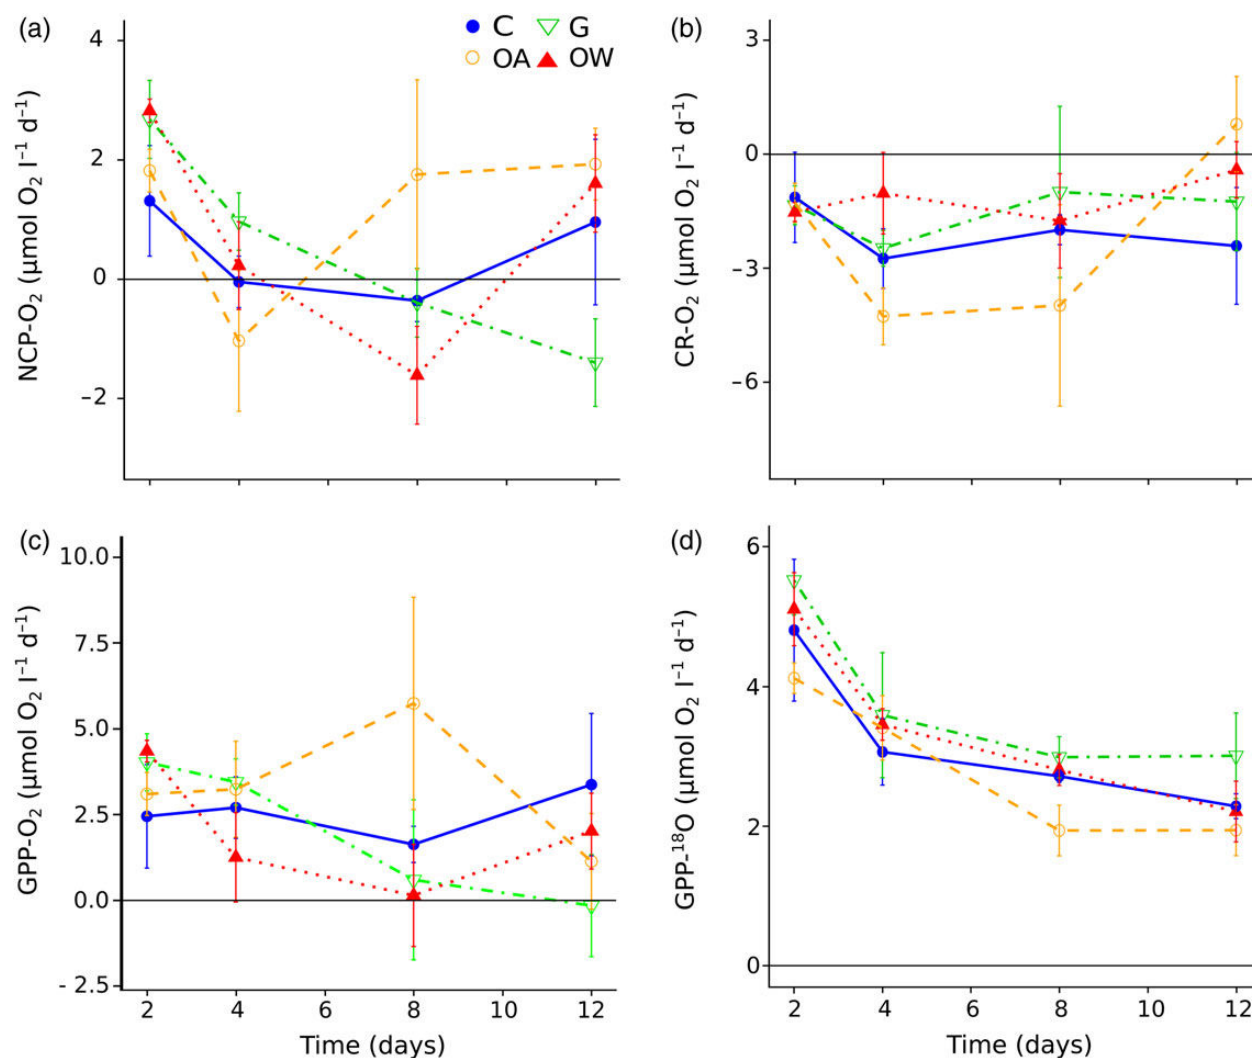 (a)
4
2
0
−2
NCP-O₂ (µmol O₂ l⁻¹ d⁻¹)
C
G
OA
OW
(b)
3
0
−3
−6
CR-O₂ (µmol O₂ l⁻¹ d⁻¹)
(c)
10.0
7.5
5.0
2.5
0.0
- 2.5
GPP-O₂ (µmol O₂ l⁻¹ d⁻¹)
2 4 6 8 10 12
Time (days)
(d)
6
4
2
0
GPP-¹⁸O (µmol O₂ l⁻¹ d⁻¹)
2 4 6 8 10 12
Time (days)